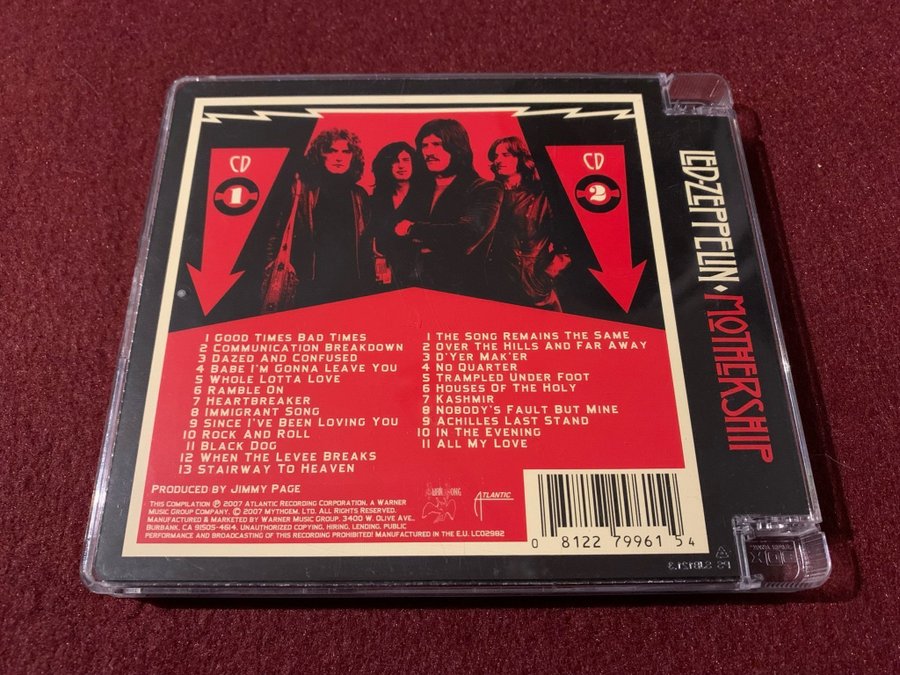 CD
1
CD
2
1 Good Times Bad Times
2 Communication Breakdown
3 Dazed And Confused
4 Babe I'm Gonna Leave You
5 Whole Lotta Love
6 Ramble On
7 Heartbreaker
8 Immigrant Song
9 Since I've Been Loving You
10 Rock And Roll
11 Black Dog
12 When The Levee Breaks
13 Stairway To Heaven
1 The Song Remains The Same
2 Over The Hills And Far Away
3 D'yer Mak'er
4 No Quarter
5 Trampled Under Foot
6 Houses Of The Holy
7 Kashmir
8 Nobody's Fault But Mine
9 Achilles Last Stand
10 In The Evening
11 All My Love
Produced by Jimmy Page
This Compilation ℗ 2007 Atlantic Recording Corporation, a Warner
Music Group Company. © 2007 Mythgem, Ltd. All Rights Reserved.
Manufactured & Marketed by Warner Music Group, 3400 W. Olive Ave.,
Burbank, CA 91505-4614. Unauthorized copying, hiring, lending, public
performance and broadcasting of this recording prohibited! Manufactured in the E.U. LC02982
Swan Song
Atlantic
0 81227 99615 4
LED ZEPPELIN ♦ MOTHERSHIP